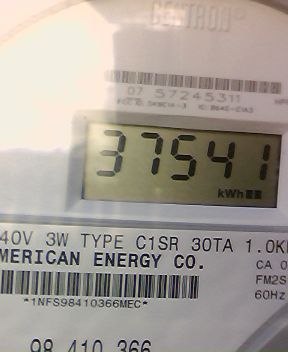 CENTRON®
07 57245311
37541
kWh
40V 3W TYPE C1SR 30TA 1.0K
MERICAN ENERGY CO.
CA 0
FM2S
60Hz
*1NFS98410366MEC*
98 410 366